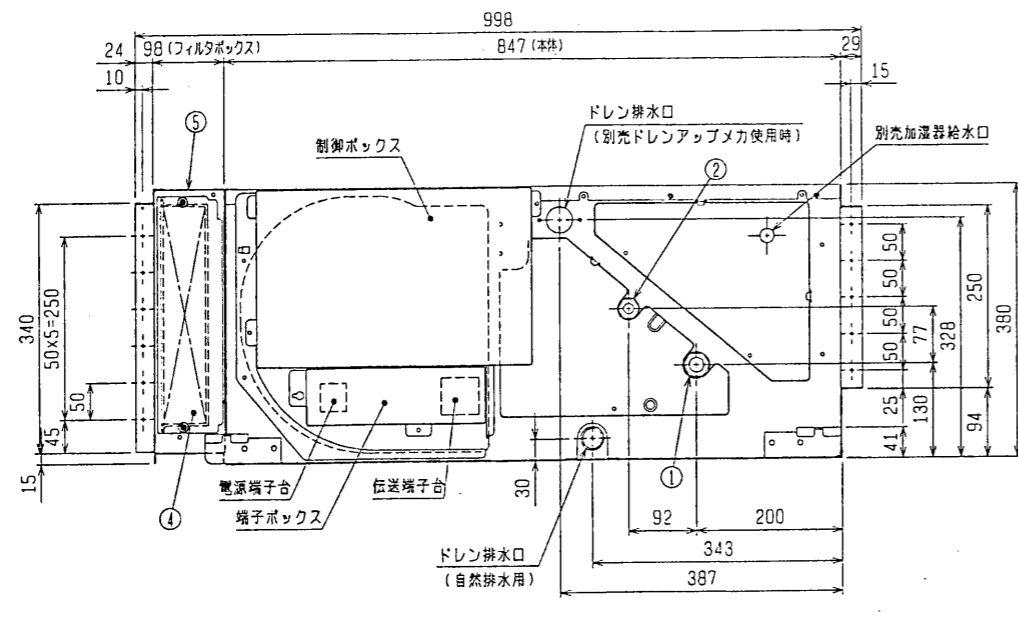 998
24
98(フィルタボックス)
847(本体)
29
10
15
⑤
制御ボックス
ドレン排水口
(別売ドレンアップメカ使用時)
②
別売加湿器給水口
340
50×5=250
50
45
15
50
50
50
50
25
41
77
130
328
250
94
380
電源端子台
伝送端子台
端子ボックス
④
30
①
92
200
343
387
ドレン排水口
(自然排水用)